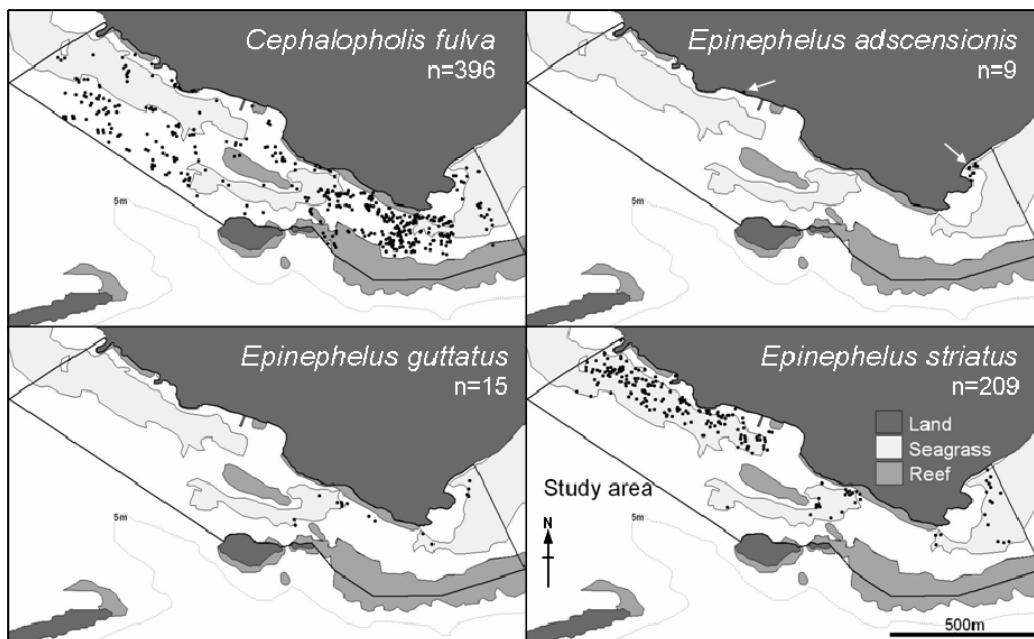 Cephalopholis fulva
n=396
5m
Epinephelus adscensionis
n=9
5m
Epinephelus guttatus
n=15
5m
Epinephelus striatus
n=209
Land
Seagrass
Reef
Study area
5m
N
500m